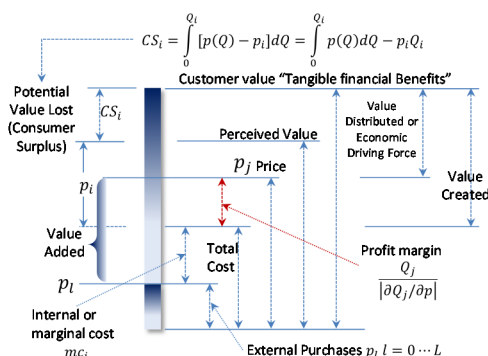 CS_i = ∫_0^{Q_i} [p(Q) − p_i]dQ = ∫_0^{Q_i} p(Q)dQ − p_iQ_i
Customer value “Tangible financial Benefits”
Potential
Value Lost
(Consumer
Surplus)
CS_i
Perceived Value
Value
Distributed or
Economic
Driving Force
p_j Price
p_i
Value
Created
Value
Added
Total
Cost
Profit margin
Q_j
|∂Q_j/∂p|
p_l
Internal or
marginal cost
mc_i
External Purchases p_l l = 0 ⋯ L